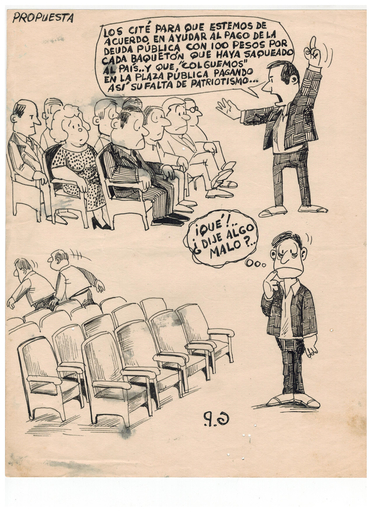 PROPUESTA
LOS CITÉ PARA QUE ESTEMOS DE
ACUERDO, EN AYUDAR AL PAGO DE LA
DEUDA PÚBLICA CON 100 PESOS POR
CADA BAQUETÓN QUE HAYA SAQUEADO
AL PAÍS.. Y QUE, "COLGUEMOS"
EN LA PLAZA PÚBLICA PAGANDO
ASI SU FALTA DE PATRIOTISMO...
¡QUÉ!..
¿DIJE ALGO
MALO?..